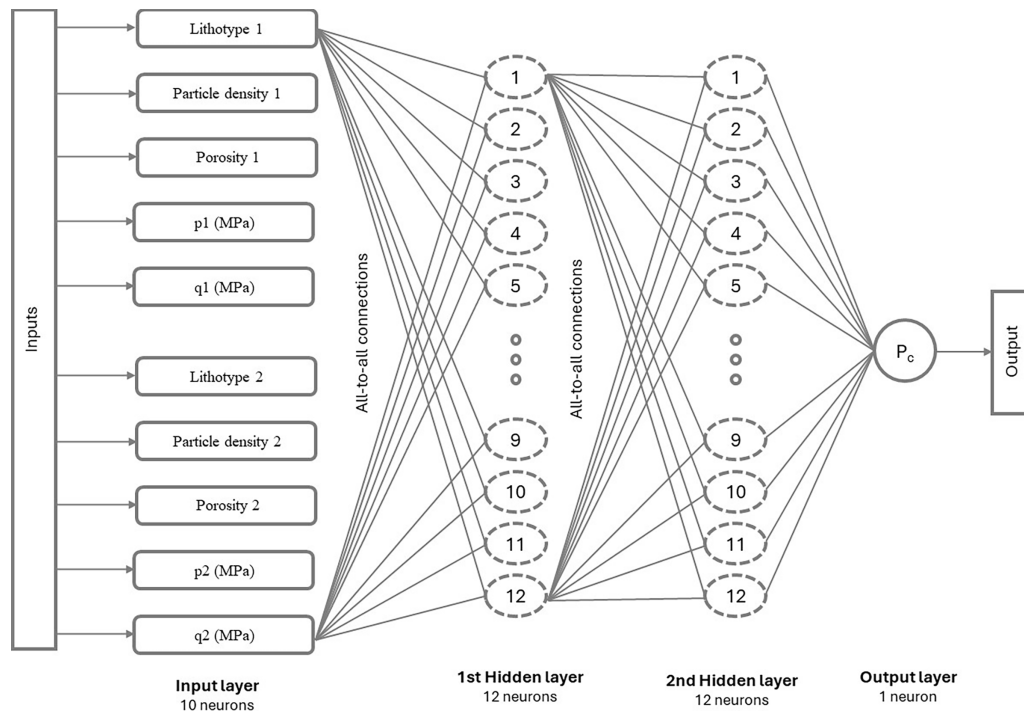 Inputs
Lithotype 1
Particle density 1
Porosity 1
p1 (MPa)
q1 (MPa)
Lithotype 2
Particle density 2
Porosity 2
p2 (MPa)
q2 (MPa)
Input layer
10 neurons
All-to-all connections
1
2
3
4
5
9
10
11
12
1st Hidden layer
12 neurons
All-to-all connections
1
2
3
4
5
9
10
11
12
2nd Hidden layer
12 neurons
Pc
Output layer
1 neuron
Output